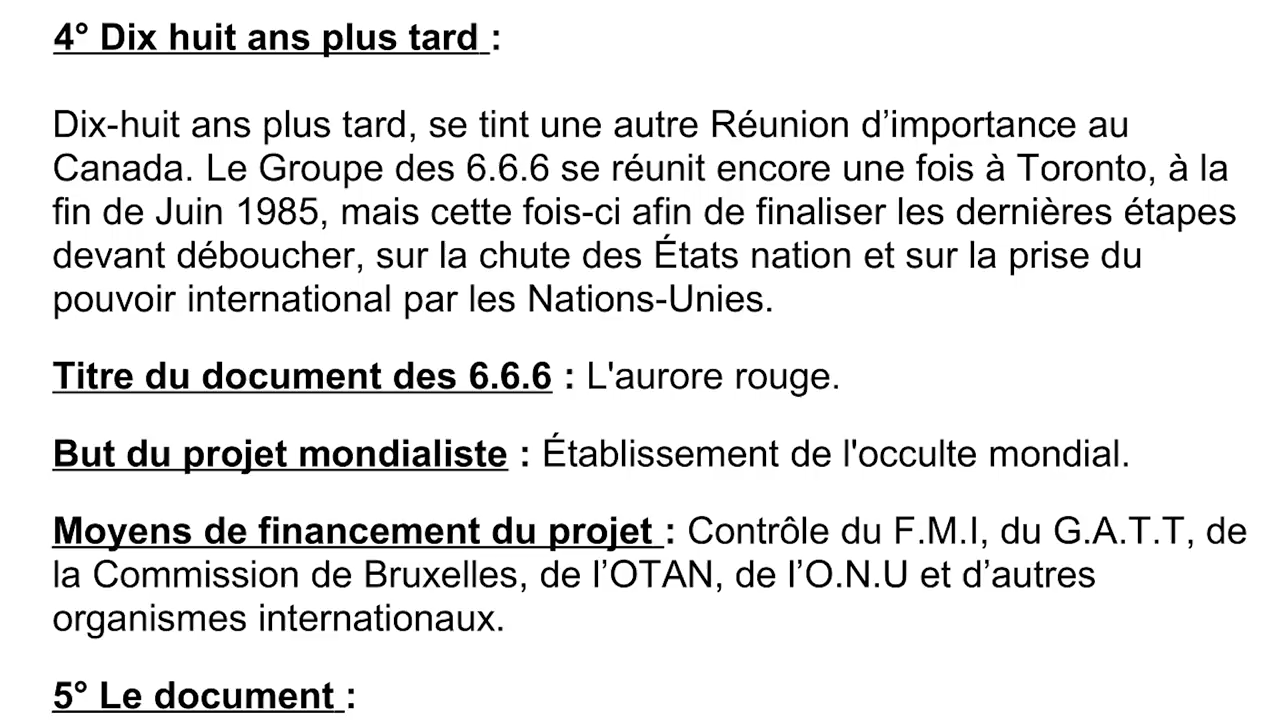 4° Dix huit ans plus tard :
Dix-huit ans plus tard, se tint une autre Réunion d’importance au
Canada. Le Groupe des 6.6.6 se réunit encore une fois à Toronto, à la
fin de Juin 1985, mais cette fois-ci afin de finaliser les dernières étapes
devant déboucher, sur la chute des États nation et sur la prise du
pouvoir international par les Nations-Unies.
Titre du document des 6.6.6 : L'aurore rouge.
But du projet mondialiste : Établissement de l'occulte mondial.
Moyens de financement du projet : Contrôle du F.M.I, du G.A.T.T, de
la Commission de Bruxelles, de l’OTAN, de l’O.N.U et d’autres
organismes internationaux.
5° Le document :